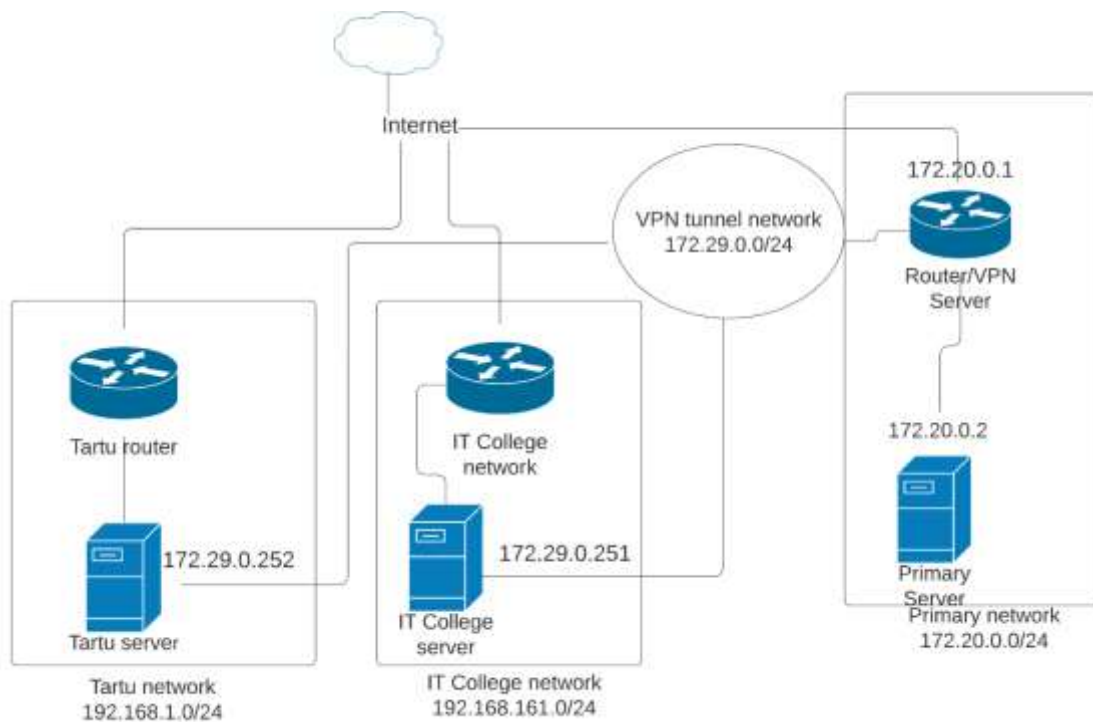 Internet
172.20.0.1
VPN tunnel network
172.29.0.0/24
Router/VPN
Server
Tartu router
IT College
network
172.20.0.2
172.29.0.252
172.29.0.251
Tartu server
IT College
server
Primary
Server
Primary network
172.20.0.0/24
Tartu network
192.168.1.0/24
IT College network
192.168.161.0/24